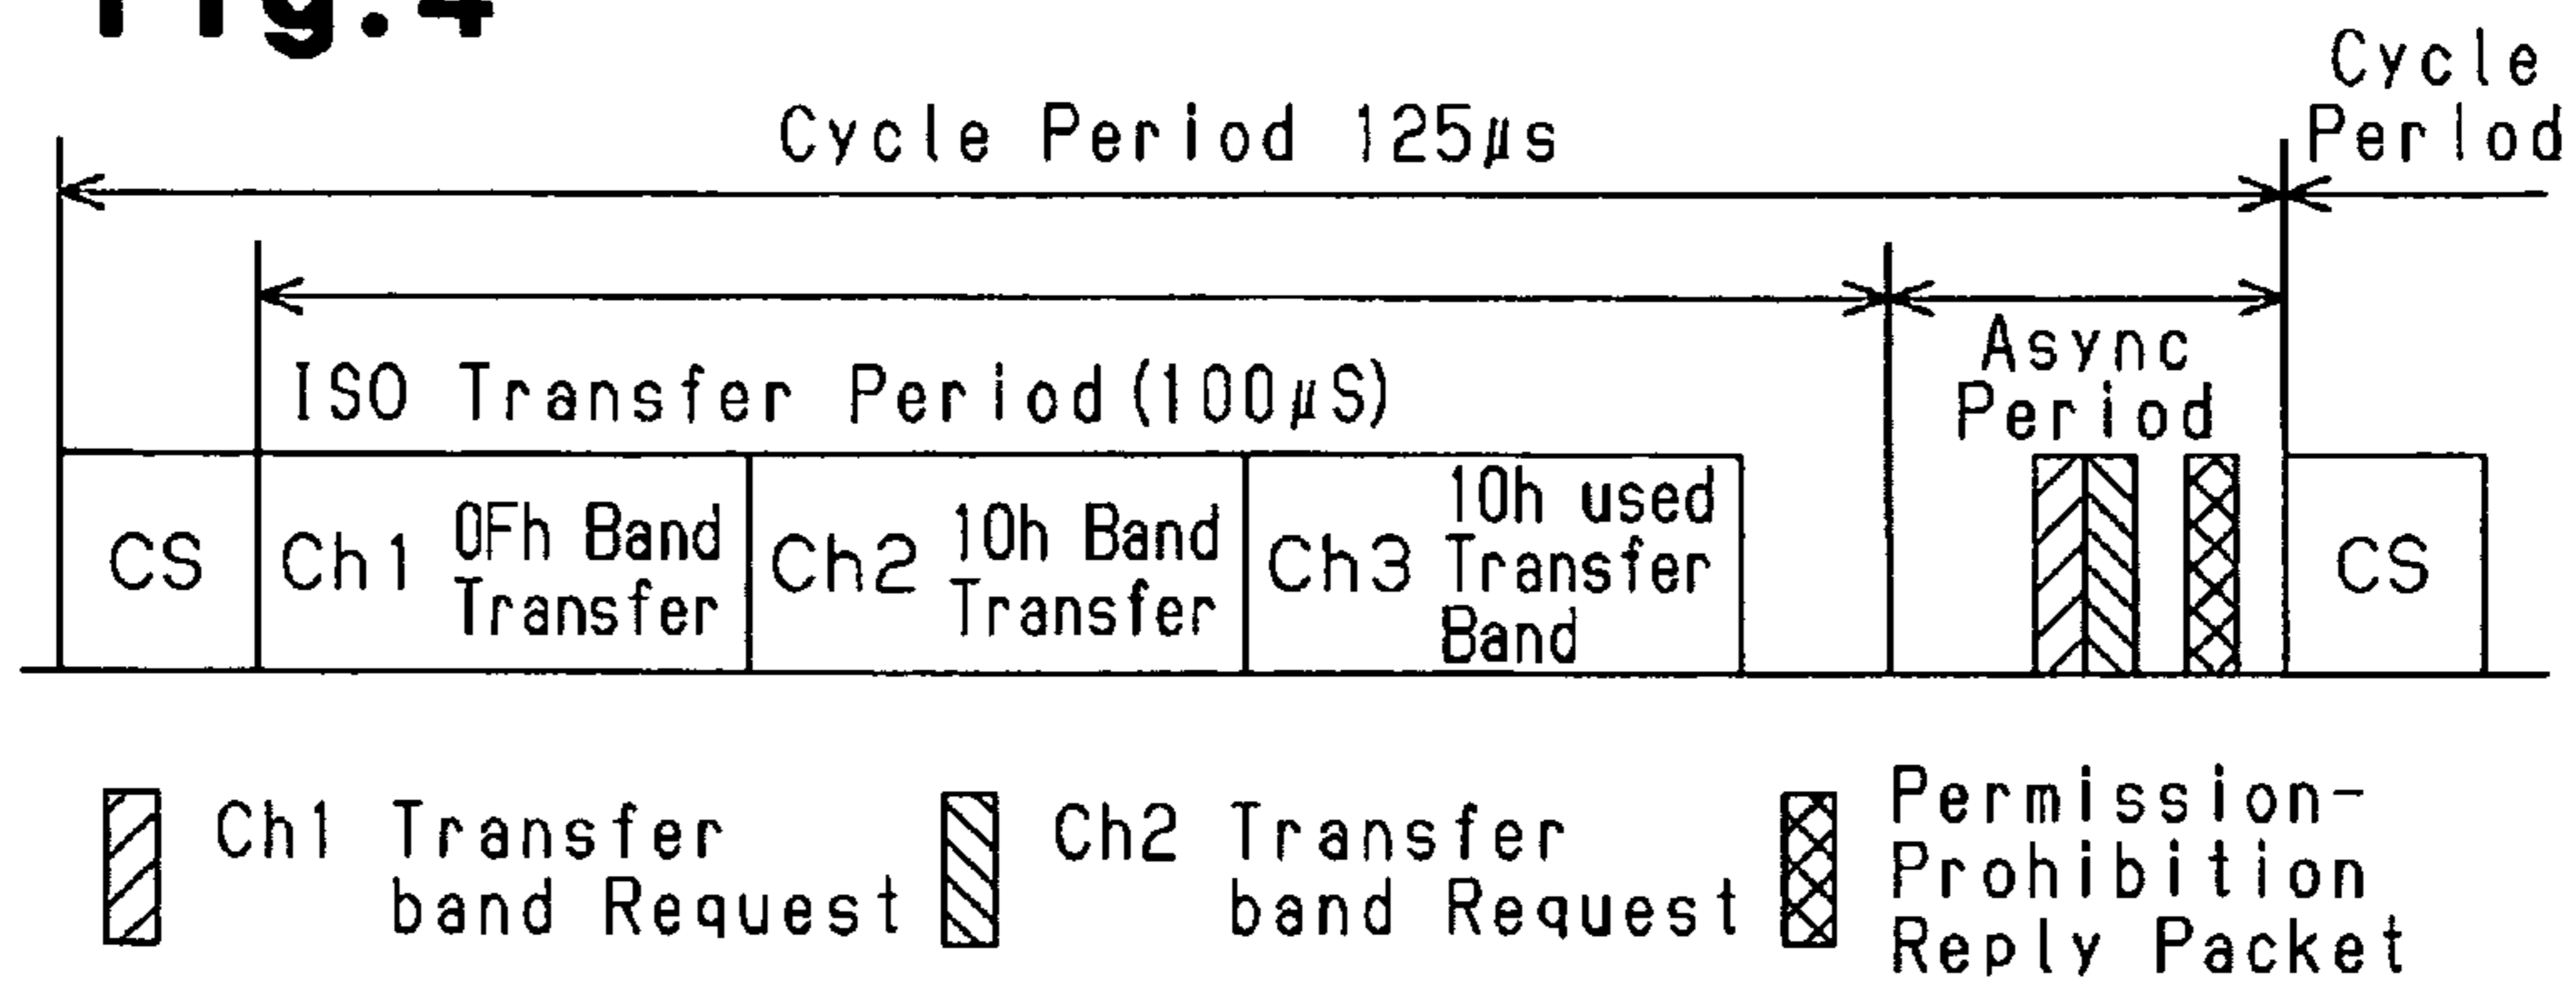 Fig.4
Cycle
Period
Cycle Period 125μs
Async
Period
ISO Transfer Period(100μS)
CS
Ch1
0Fh Band
Transfer
Ch2
10h Band
Transfer
Ch3
10h used
Transfer
Band
CS
Ch1 Transfer
band Request
Ch2 Transfer
band Request
Permission-
Prohibition
Reply Packet